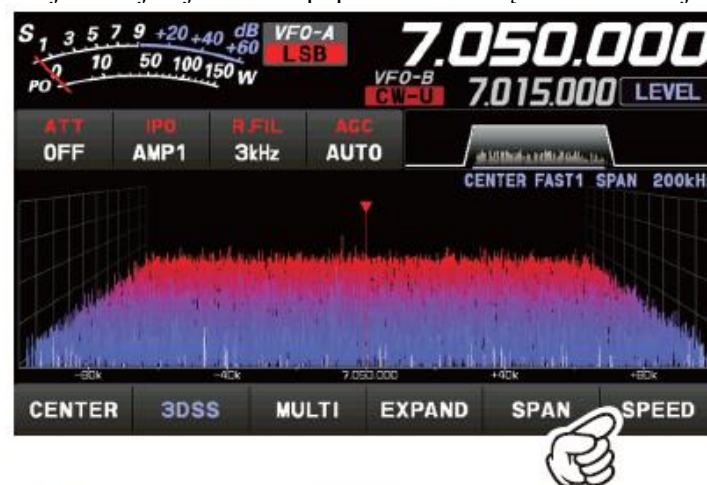 S 1 3 5 7 9 +20 +40 +60 dB
PO 0 10 50 100 150 W
VFO-A
LSB
7.050.000
VFO-B
CW-U
7.015.000
LEVEL
ATT IPO R.FIL AGC
OFF AMP1 3kHz AUTO
CENTER FAST1 SPAN 200kH
-80k -40k 7.050.000 +40k +80k
CENTER 3DSS MULTI EXPAND SPAN SPEED